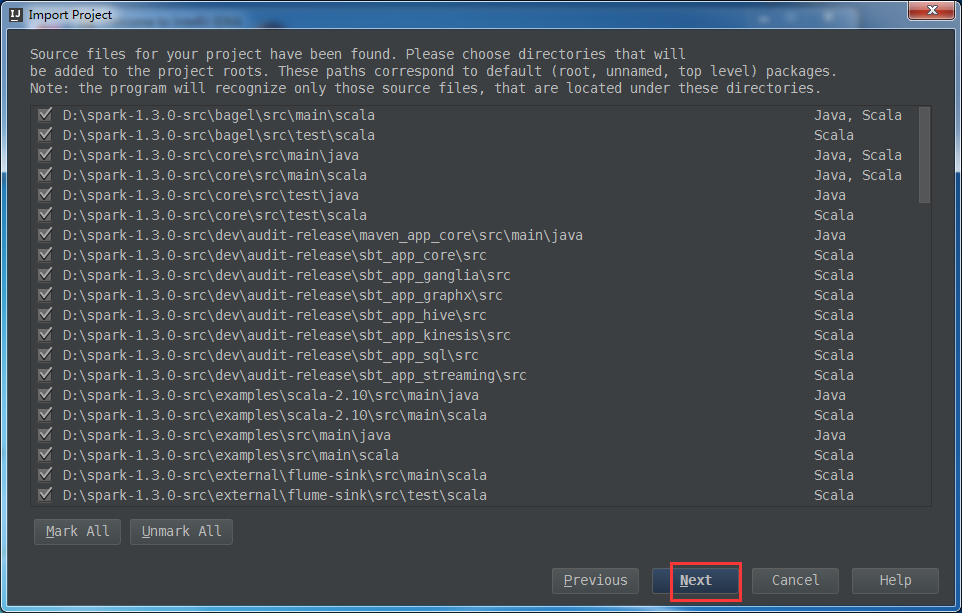 Import Project
Source files for your project have been found. Please choose directories that will
be added to the project roots. These paths correspond to default (root, unnamed, top level) packages.
Note: the program will recognize only those source files, that are located under these directories.
D:\spark-1.3.0-src\bagel\src\main\scala Java, Scala
D:\spark-1.3.0-src\bagel\src\test\scala Scala
D:\spark-1.3.0-src\core\src\main\java Java, Scala
D:\spark-1.3.0-src\core\src\main\scala Java, Scala
D:\spark-1.3.0-src\core\src\test\java Java
D:\spark-1.3.0-src\core\src\test\scala Scala
D:\spark-1.3.0-src\dev\audit-release\maven_app_core\src\main\java Java
D:\spark-1.3.0-src\dev\audit-release\sbt_app_core\src Scala
D:\spark-1.3.0-src\dev\audit-release\sbt_app_ganglia\src Scala
D:\spark-1.3.0-src\dev\audit-release\sbt_app_graphx\src Scala
D:\spark-1.3.0-src\dev\audit-release\sbt_app_hive\src Scala
D:\spark-1.3.0-src\dev\audit-release\sbt_app_kinesis\src Scala
D:\spark-1.3.0-src\dev\audit-release\sbt_app_sql\src Scala
D:\spark-1.3.0-src\dev\audit-release\sbt_app_streaming\src Scala
D:\spark-1.3.0-src\examples\scala-2.10\src\main\java Java
D:\spark-1.3.0-src\examples\scala-2.10\src\main\scala Scala
D:\spark-1.3.0-src\examples\src\main\java Java
D:\spark-1.3.0-src\examples\src\main\scala Scala
D:\spark-1.3.0-src\external\flume-sink\src\main\scala Scala
D:\spark-1.3.0-src\external\flume-sink\src\test\scala Scala
Mark All Unmark All
Previous Next Cancel Help